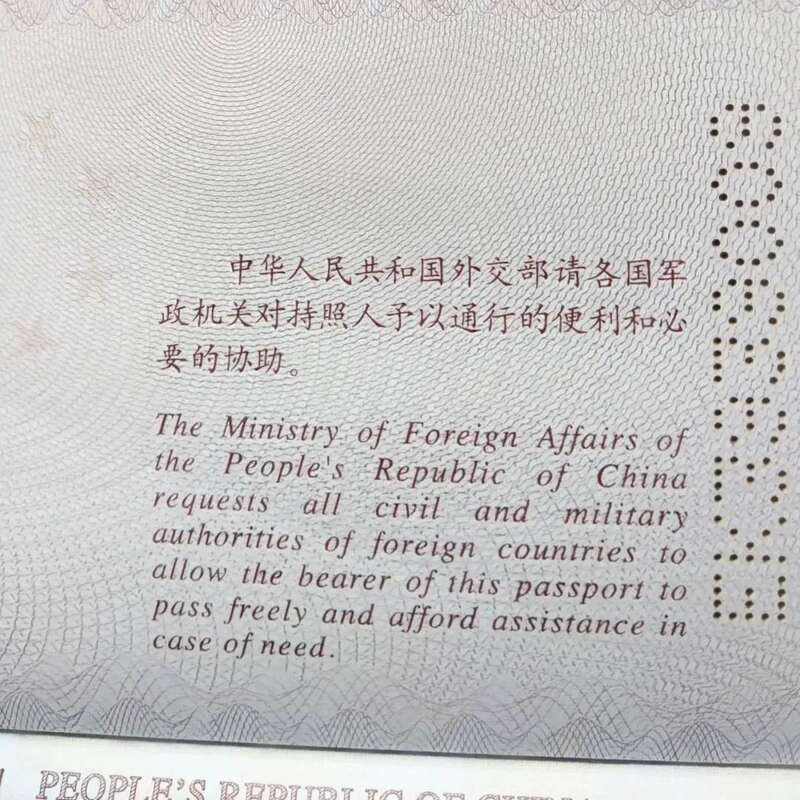 中华人民共和国外交部请各国军
政机关对持照人予以通行的便利和必
要的协助。
The Ministry of Foreign Affairs of
the People's Republic of China
requests all civil and military
authorities of foreign countries to
allow the bearer of this passport to
pass freely and afford assistance in
case of need.
PEOPLE'S REPUBLIC OF CHINA